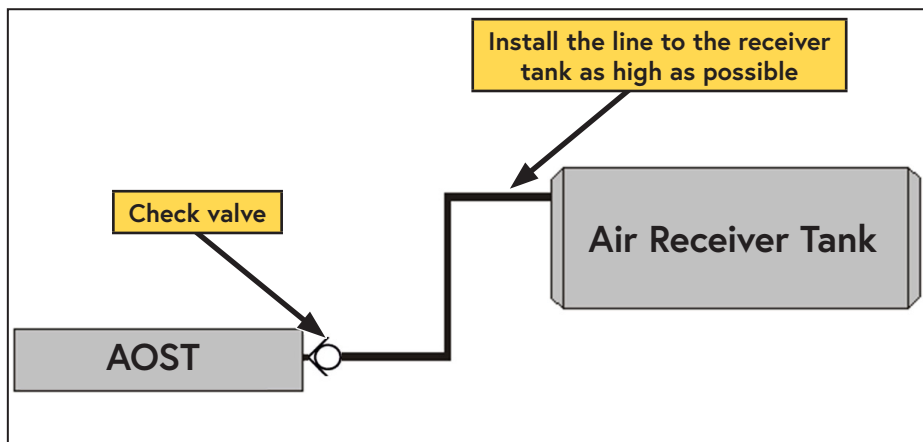 Install the line to the receiver
tank as high as possible
Check valve
Air Receiver Tank
AOST